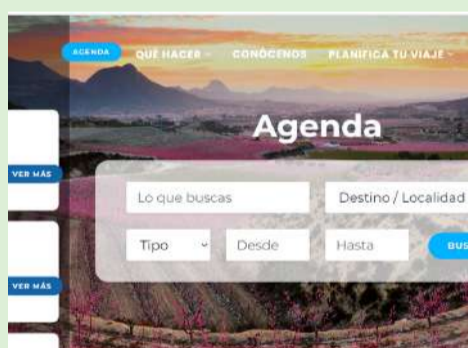 AGENDA QUÉ HACER CONÓCENOS PLANIFICA TU VIAJE
Agenda
VER MÁS
Lo que buscas Destino / Localidad
Tipo Desde Hasta BUS
VER MÁS